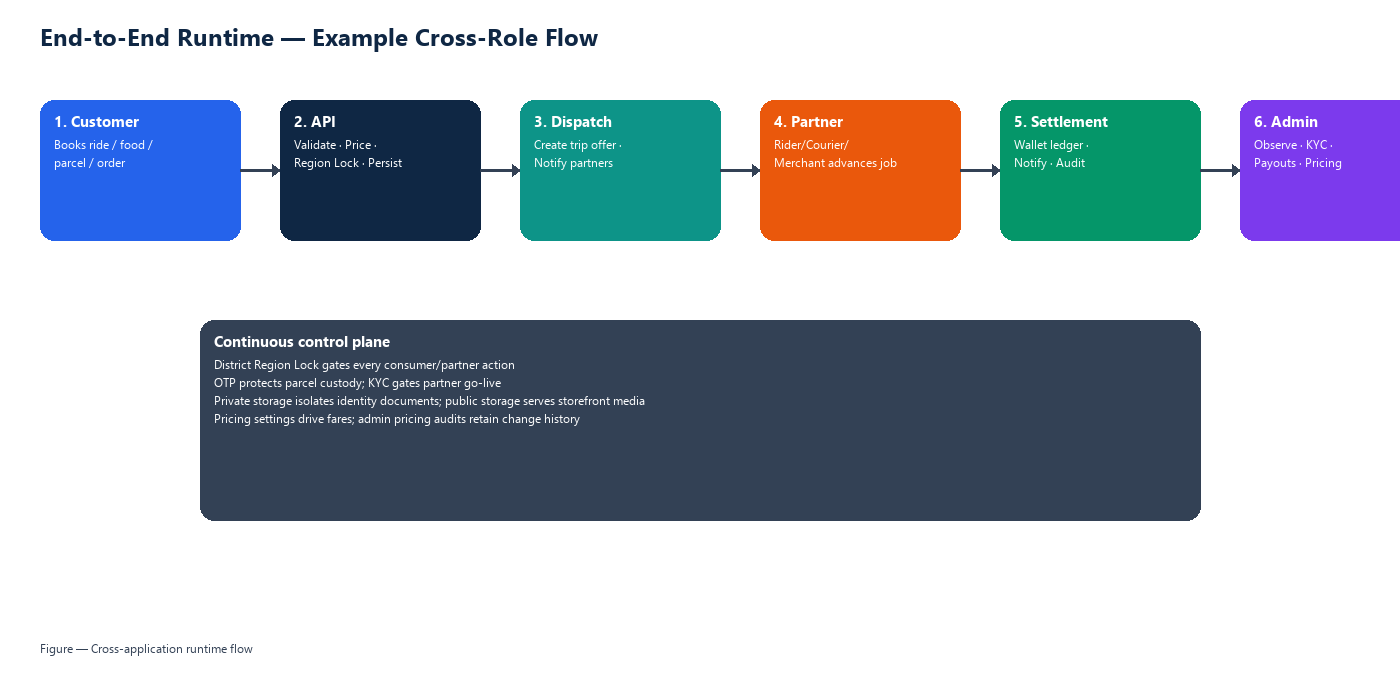 End-to-End Runtime — Example Cross-Role Flow
1. Customer
Books ride / food /
parcel / order
2. API
Validate · Price ·
Region Lock · Persist
3. Dispatch
Create trip offer ·
Notify partners
4. Partner
Rider/Courier/
Merchant advances job
5. Settlement
Wallet ledger ·
Notify · Audit
6. Admin
Observe · KYC ·
Payouts · Pricing
Continuous control plane
District Region Lock gates every consumer/partner action
OTP protects parcel custody; KYC gates partner go-live
Private storage isolates identity documents; public storage serves storefront media
Pricing settings drive fares; admin pricing audits retain change history
Figure — Cross-application runtime flow